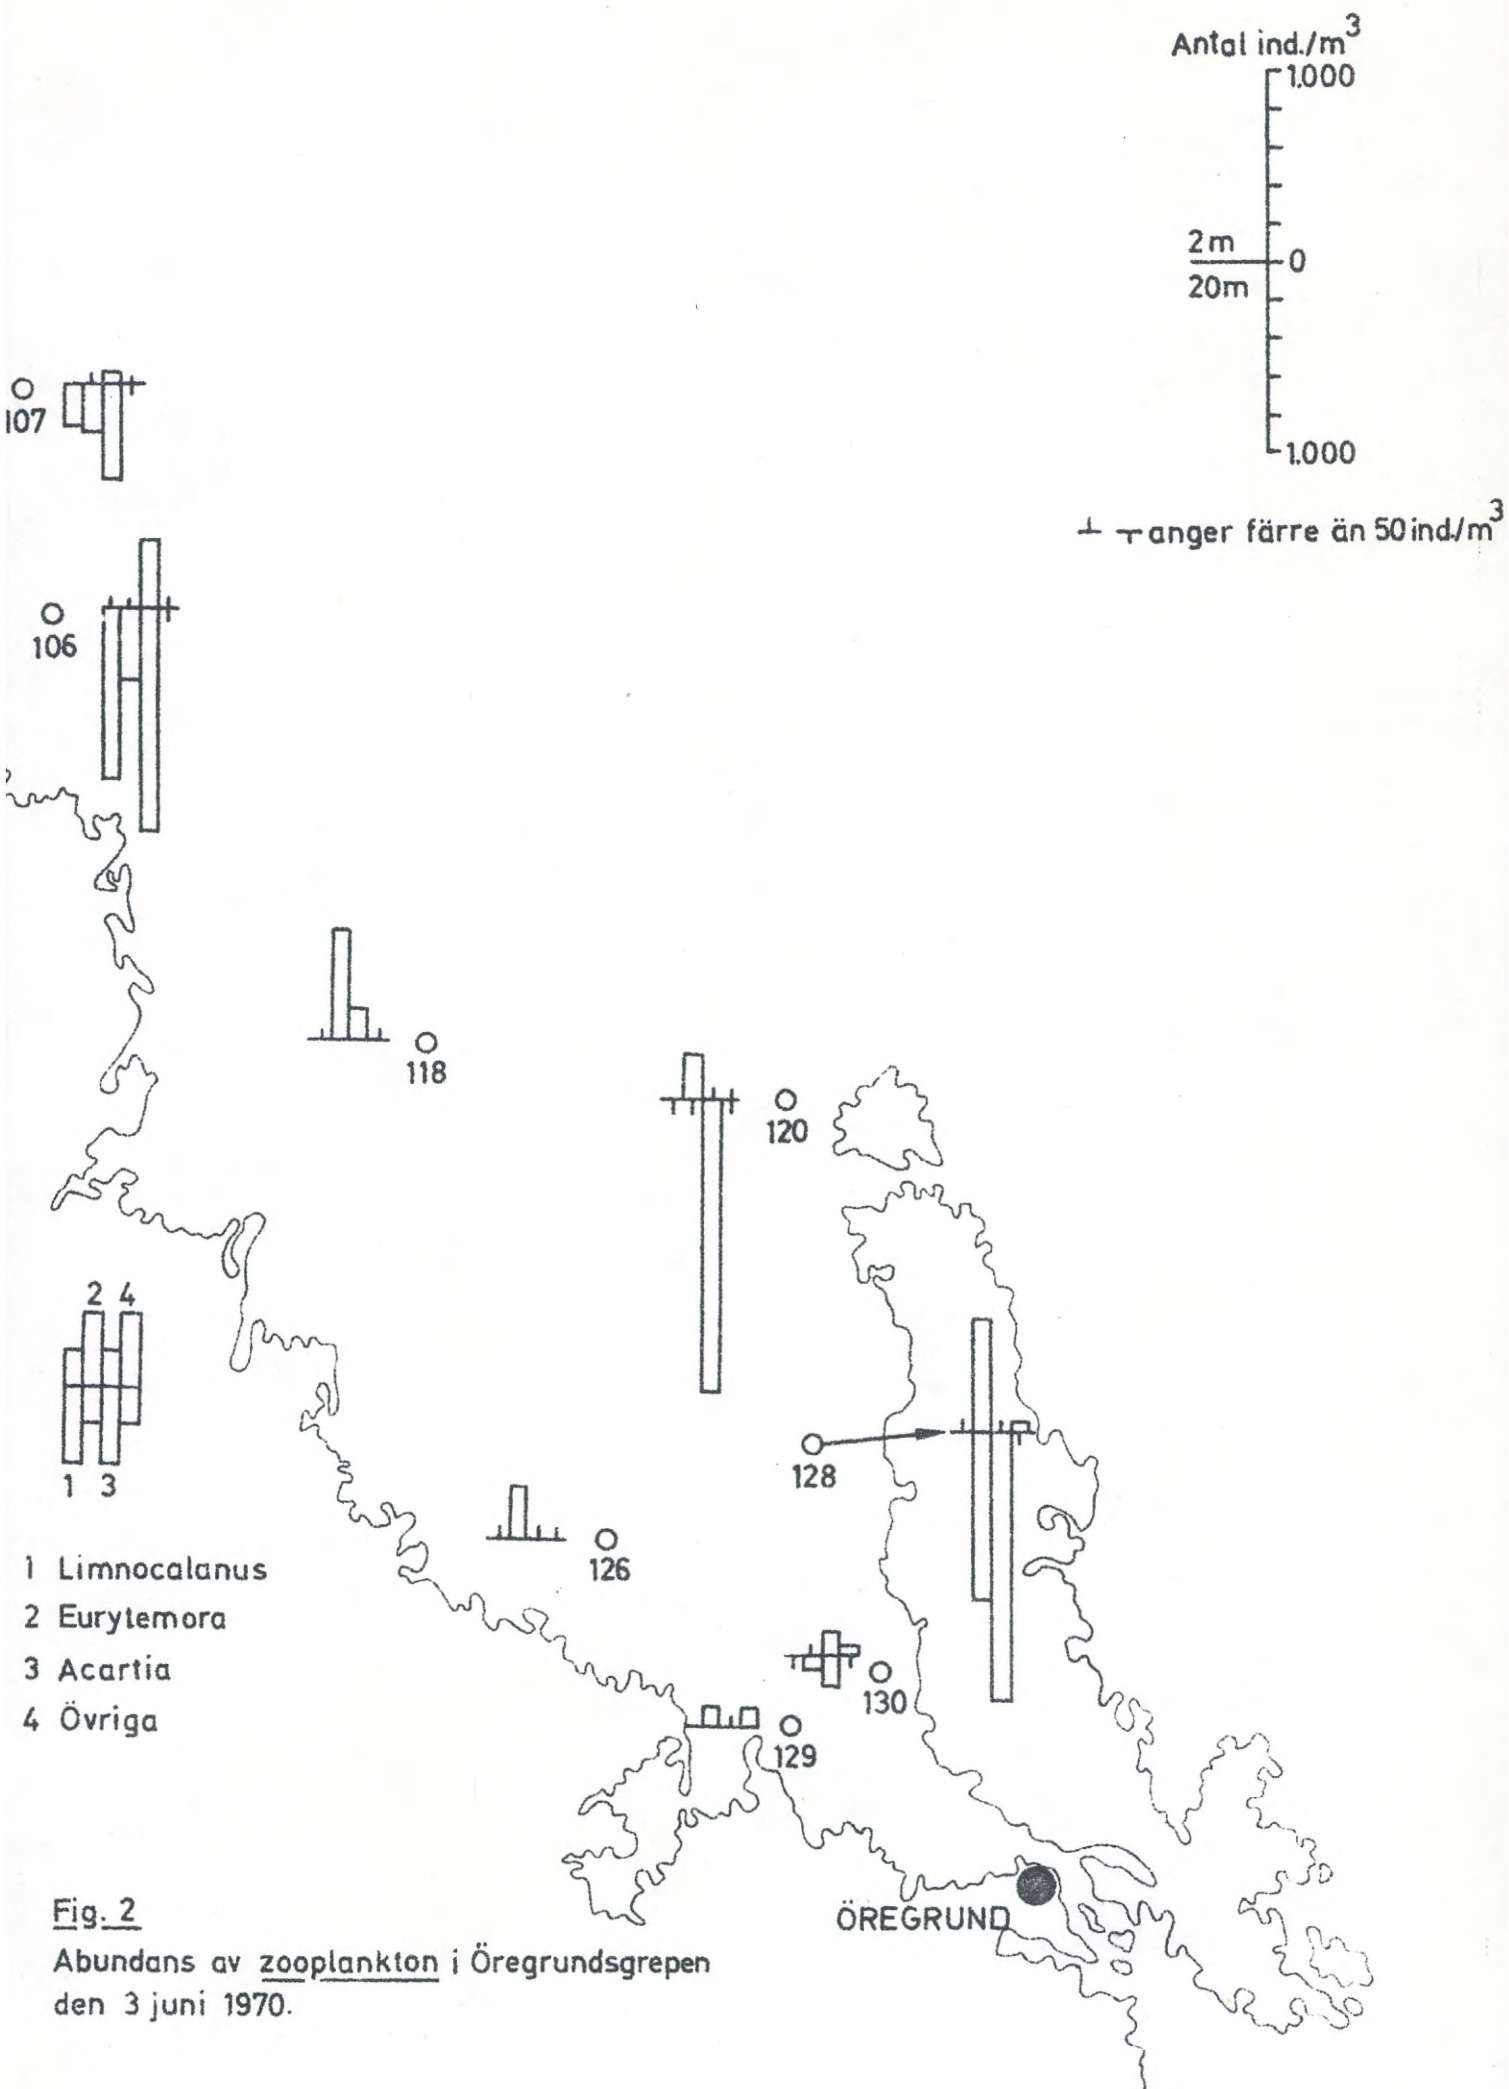 Antal ind./m³
1.000
2m
0
20m
1.000
⊥ ⊤ anger färre än 50 ind./m³
107
106
118
120
2 4
1 3
128
126
1 Limnocalanus
2 Eurytemora
3 Acartia
4 Övriga
130
129
ÖREGRUND
Fig. 2
Abundans av zooplankton i Öregrundsgrepen
den 3 juni 1970.